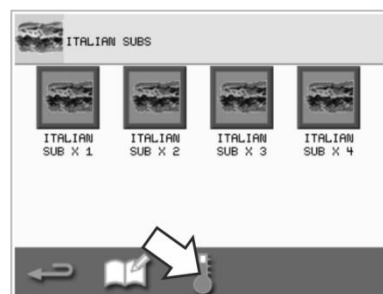 ITALIAN SUBS
ITALIAN SUB X 1
ITALIAN SUB X 2
ITALIAN SUB X 3
ITALIAN SUB X 4